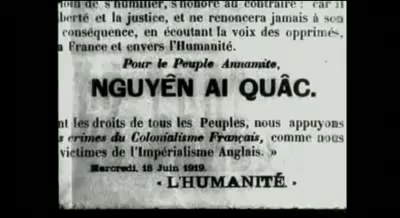 de s'humilier, s'honore au contraire : car il
berté et la justice, et ne renoncera jamais à son
conséquence, en écoutant la voix des opprimés,
a France et envers l'Humanité.
Pour le Peuple Annamite,
NGUYÊN AI QUÂC.
nt les droits de tous les Peuples, nous appuyons
s crimes du Colonialisme Français, comme nous
victimes de l'Impérialisme Anglais. »
Mercredi, 18 Juin 1919.
• L'HUMANITÉ. •